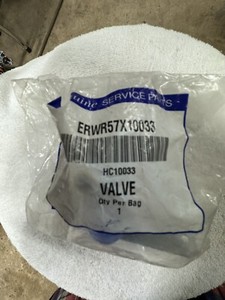 SERVICE PARTS
ERWR57X10033
HC10033
VALVE
Qty Per Bag
1